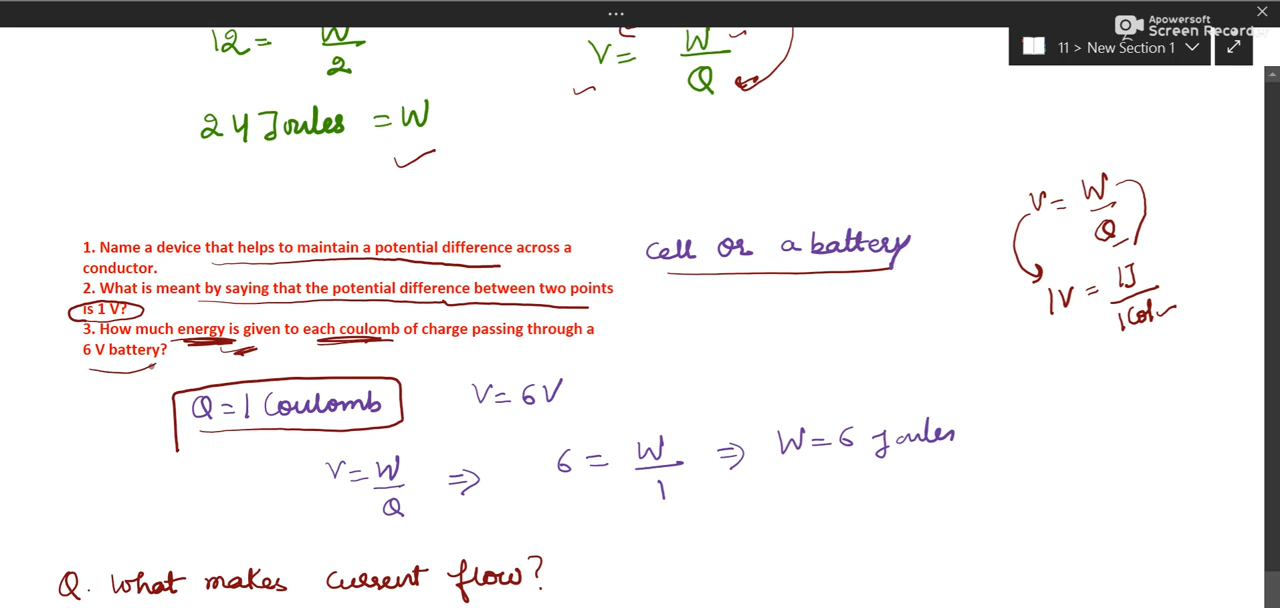 ...
Apowersoft
Screen Recorder
11 > New Section 1
12 = W/2
V = W/Q
24 Joules = W
1. Name a device that helps to maintain a potential difference across a
conductor.
2. What is meant by saying that the potential difference between two points
is 1 V?
3. How much energy is given to each coulomb of charge passing through a
6 V battery?
cell or a battery
V = W/Q
1V = 1J/1Col
Q = 1 Coulomb
V = 6V
V = W/Q ⇒ 6 = W/1 ⇒ W = 6 Joules
Q. What makes current flow?